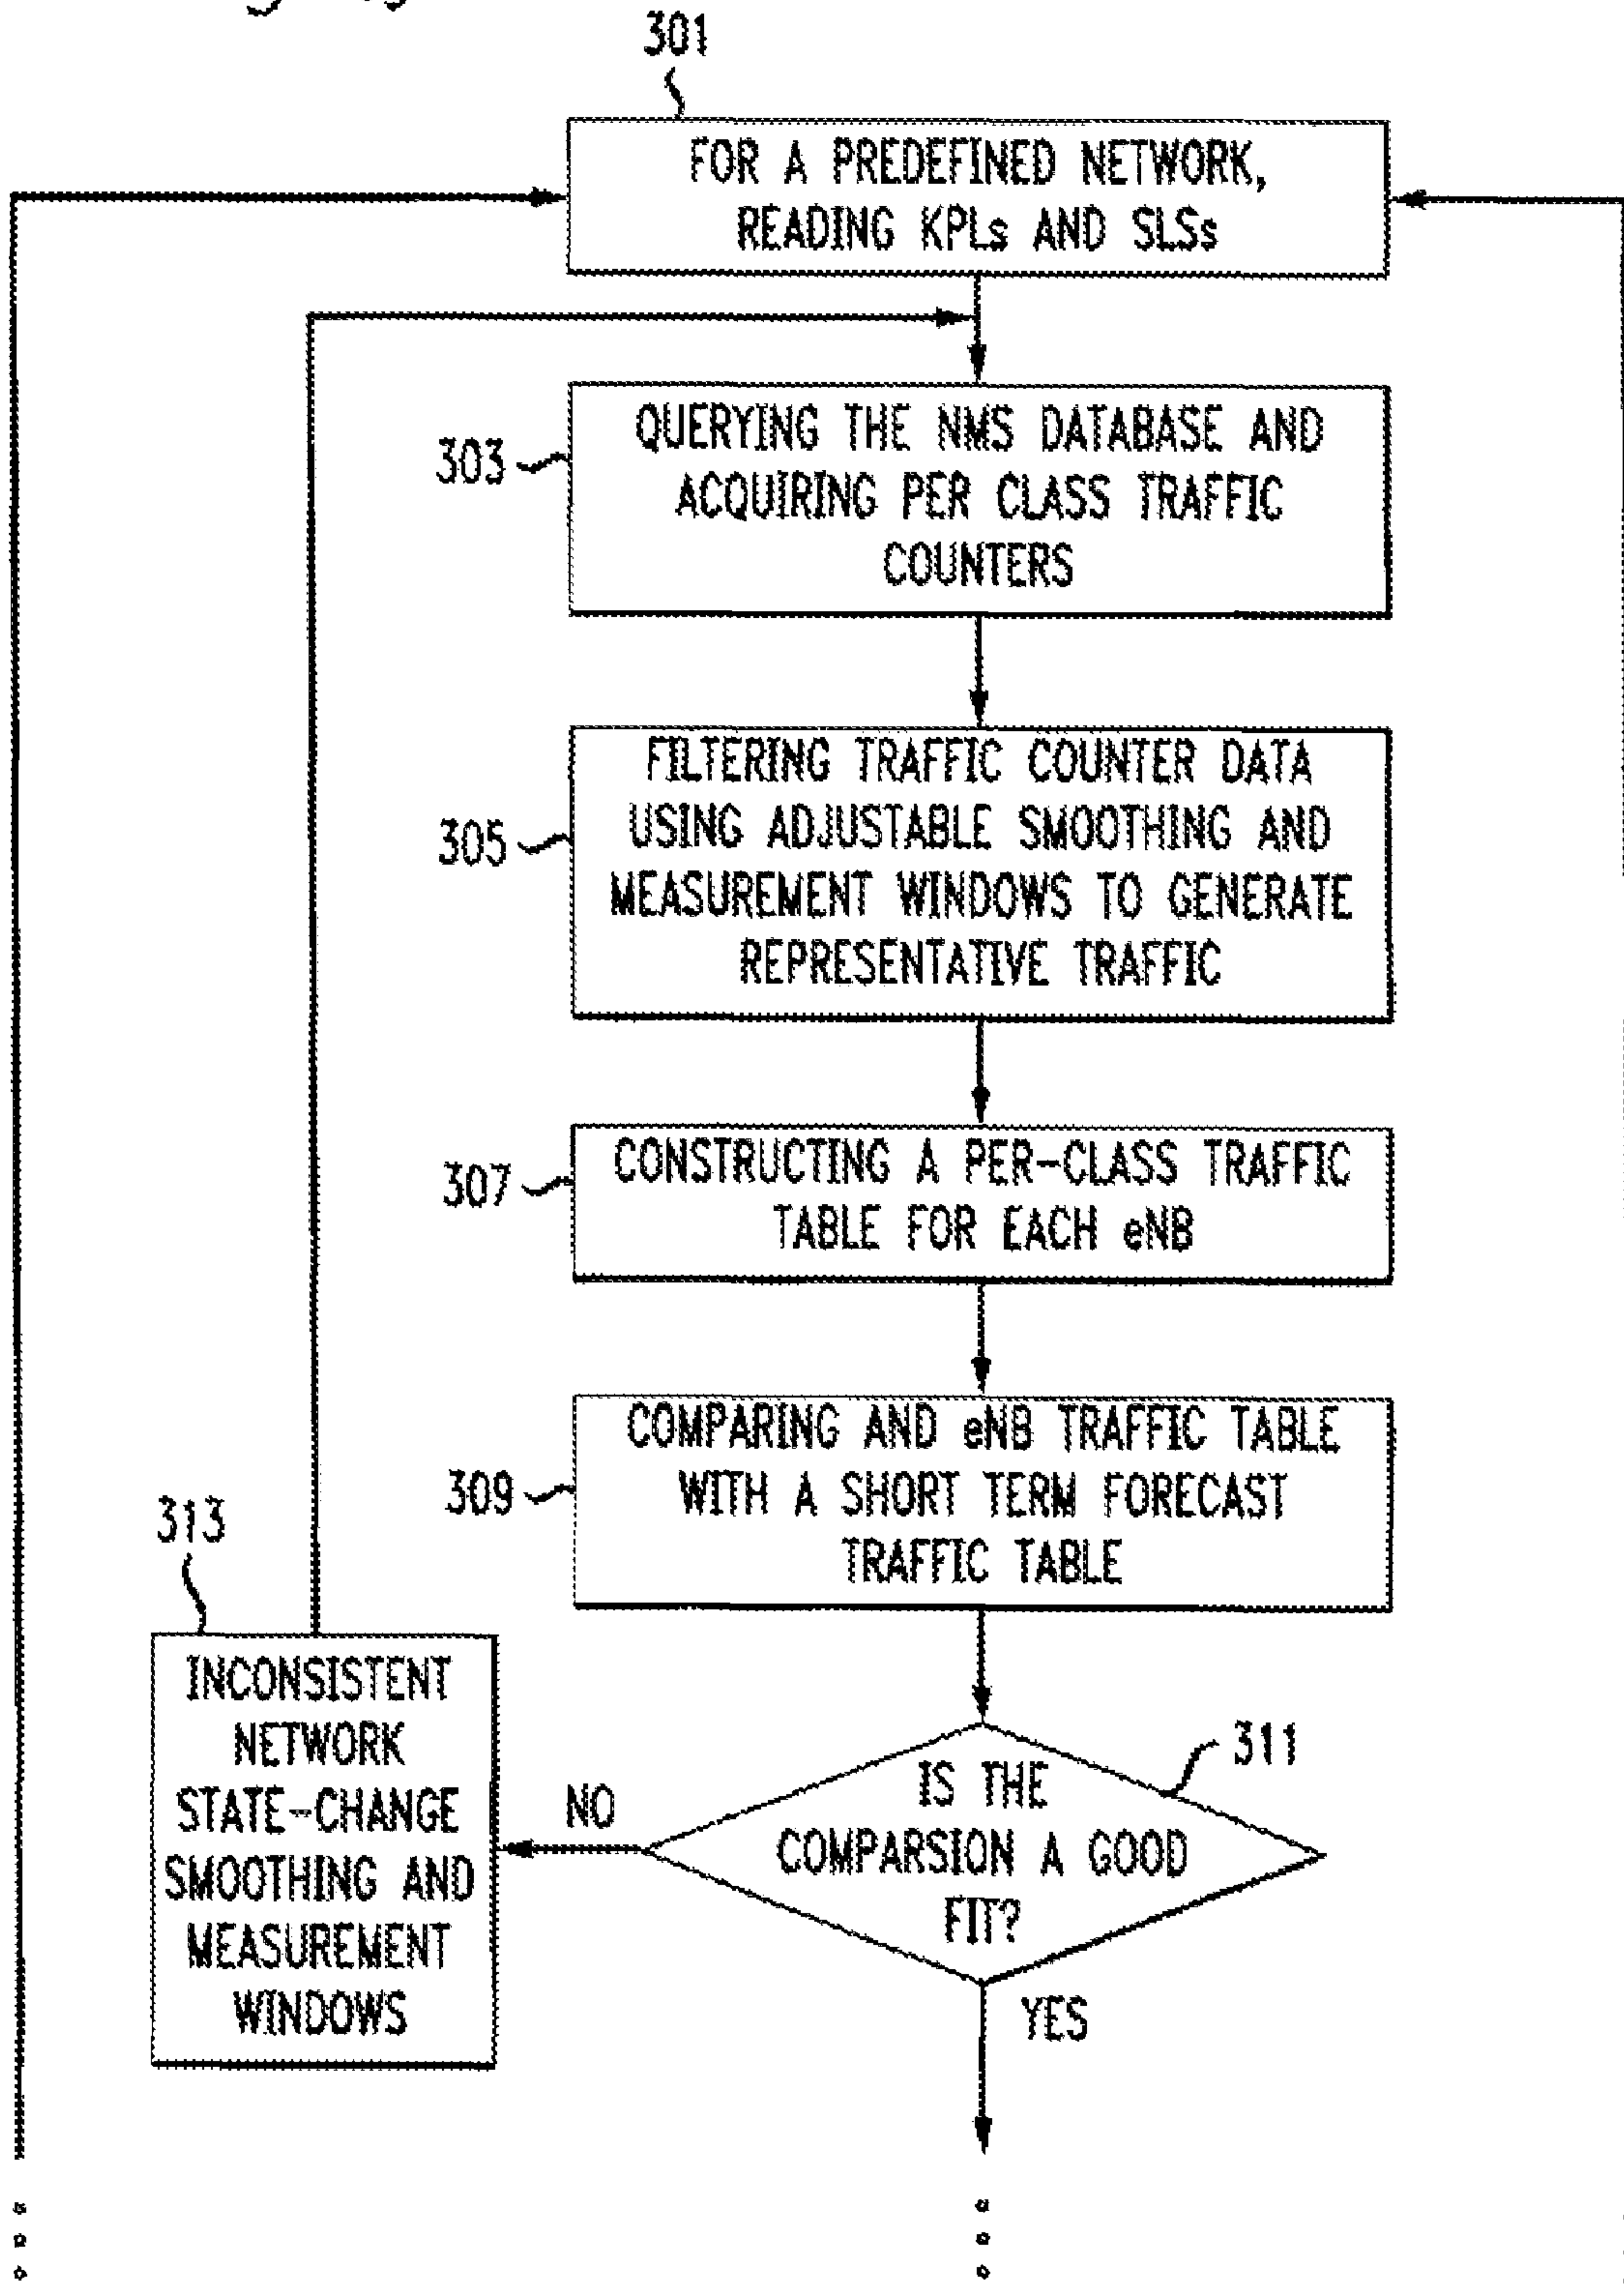 301
FOR A PREDEFINED NETWORK,
READING KPLs AND SLSs
303
QUERYING THE NMS DATABASE AND
ACQUIRING PER CLASS TRAFFIC
COUNTERS
305
FILTERING TRAFFIC COUNTER DATA
USING ADJUSTABLE SMOOTHING AND
MEASUREMENT WINDOWS TO GENERATE
REPRESENTATIVE TRAFFIC
307
CONSTRUCTING A PER-CLASS TRAFFIC
TABLE FOR EACH eNB
309
COMPARING AND eNB TRAFFIC TABLE
WITH A SHORT TERM FORECAST
TRAFFIC TABLE
313
INCONSISTENT
NETWORK
STATE-CHANGE
SMOOTHING AND
MEASUREMENT
WINDOWS
NO
311
IS THE
COMPARSION A GOOD
FIT?
YES